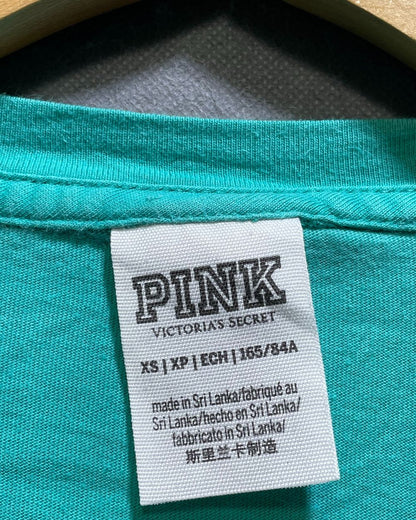 PINK
VICTORIA'S SECRET
XS | XP | ECH | 165/84A
made in Sri Lanka/fabriqué au
Sri Lanka/hecho en Sri Lanka/
fabbricato in Sri Lanka/
斯里兰卡制造